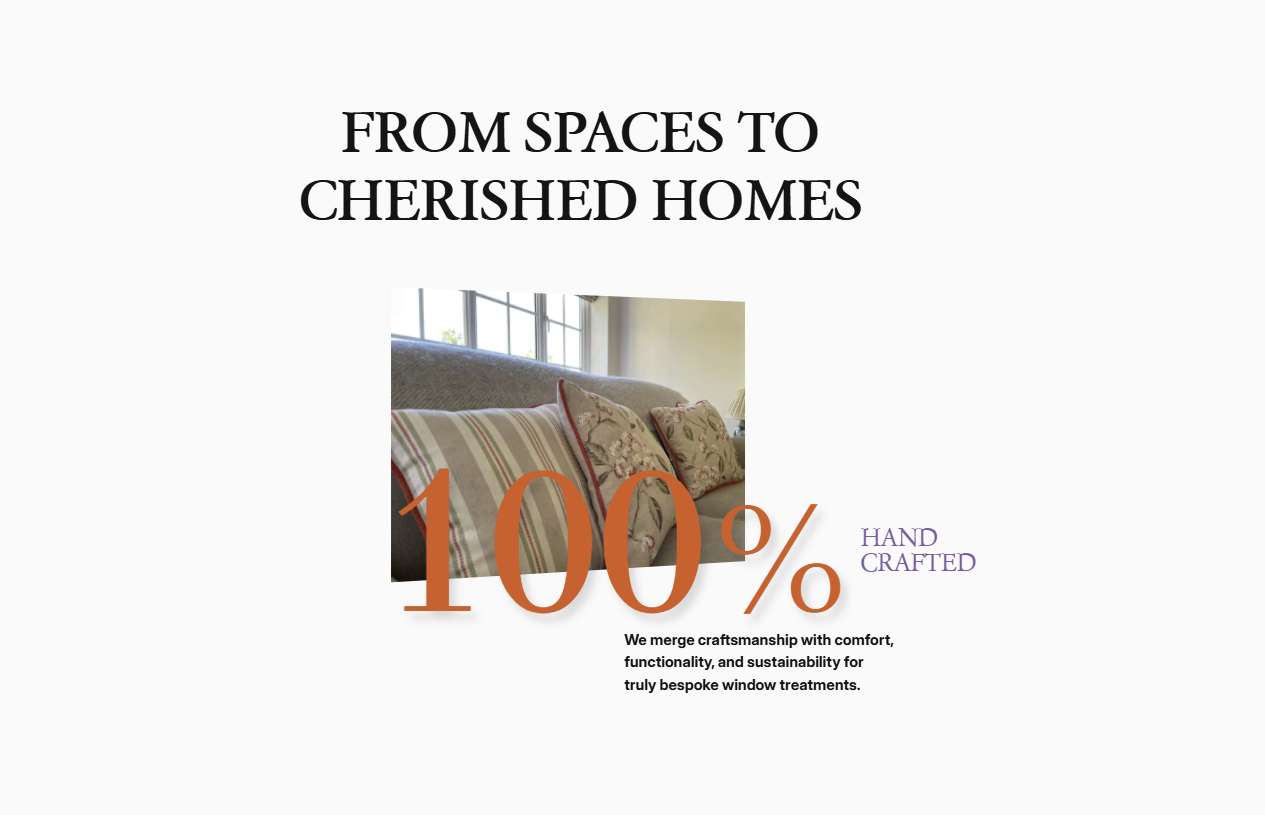 FROM SPACES TO
CHERISHED HOMES
100%
HAND
CRAFTED
We merge craftsmanship with comfort,
functionality, and sustainability for
truly bespoke window treatments.